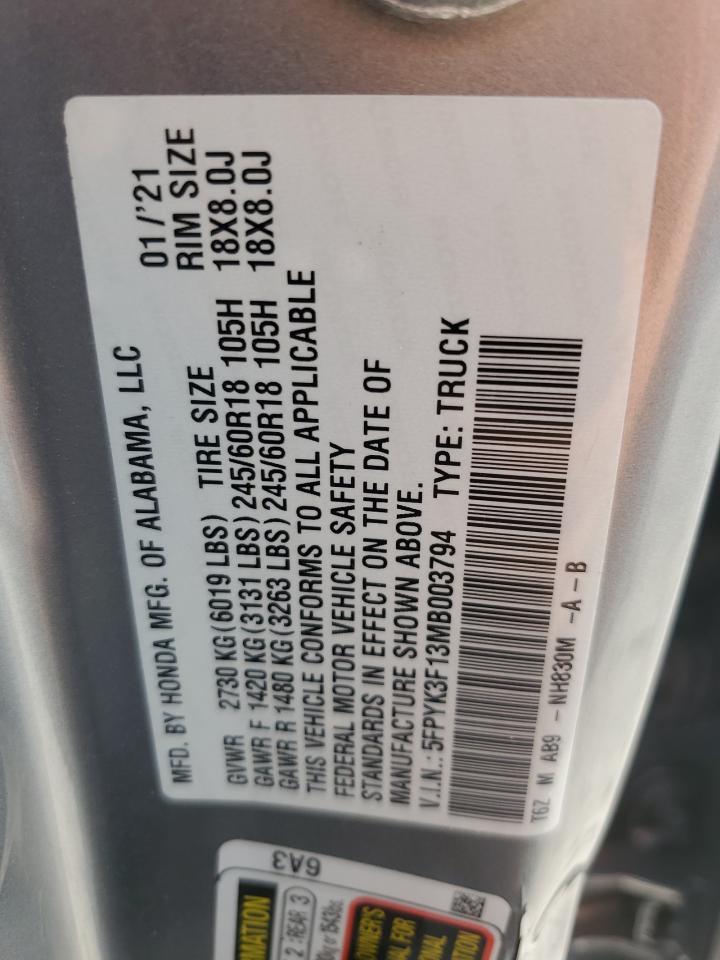 MFD. BY HONDA MFG. OF ALABAMA, LLC 01/'21
GVWR 2730 KG (6019 LBS) TIRE SIZE RIM SIZE
GAWR F 1420 KG (3131 LBS) 245/60R18 105H 18X8.0J
GAWR R 1480 KG (3263 LBS) 245/60R18 105H 18X8.0J
THIS VEHICLE CONFORMS TO ALL APPLICABLE
FEDERAL MOTOR VEHICLE SAFETY
STANDARDS IN EFFECT ON THE DATE OF
MANUFACTURE SHOWN ABOVE.
V.I.N.: 5FPYK3F13MB003794 TYPE: TRUCK
T6Z M AB9 - NH830M -A - B
6A3
2 : REAR 3